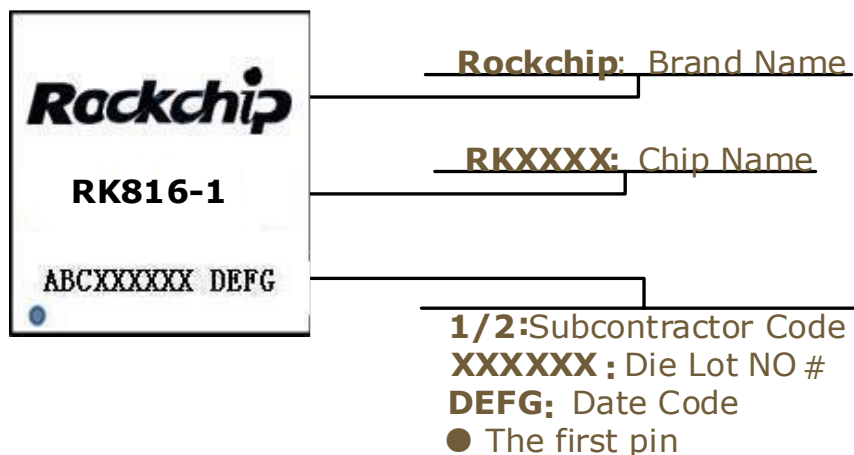 Rockchip
RK816-1
ABCXXXXXX DEFG
Rockchip: Brand Name
RKXXXX: Chip Name
1/2:Subcontractor Code
XXXXXX : Die Lot NO #
DEFG: Date Code
● The first pin